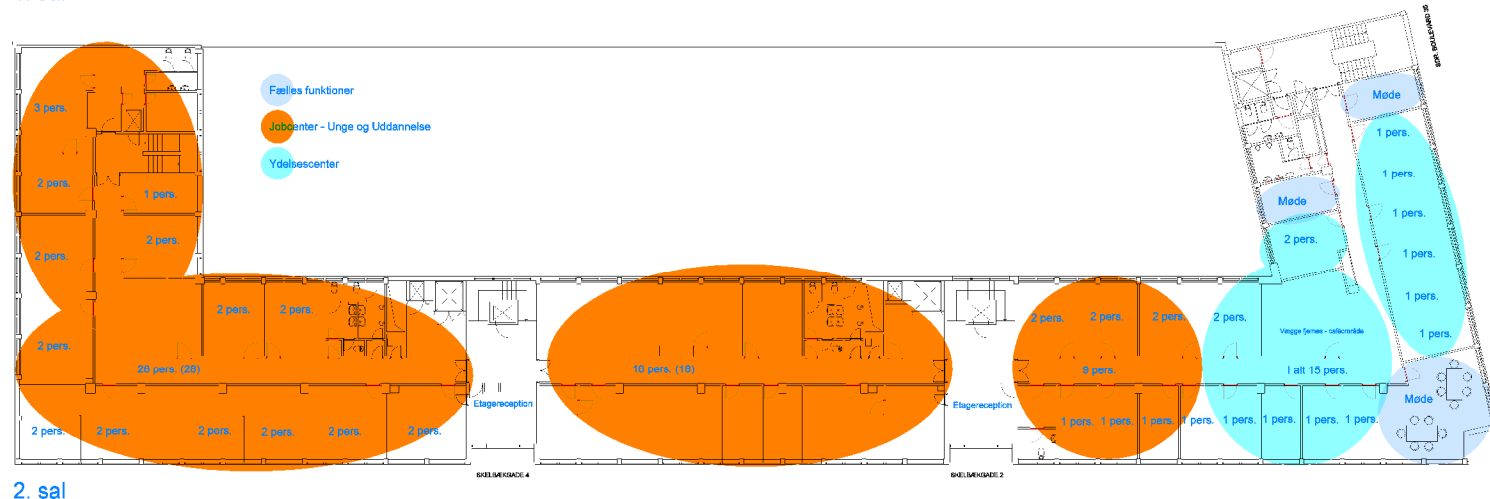 SDR. BOULEVARD 35
Fælles funktioner
Jobcenter - Unge og Uddannelse
Ydelsescenter
Møde
3 pers.
1 pers.
2 pers.
1 pers.
1 pers.
Møde
1 pers.
2 pers.
2 pers.
2 pers.
1 pers.
1 pers.
1 pers.
2 pers.
2 pers.
2 pers.
2 pers.
2 pers.
2 pers.
Vægge fjernes - cafeområde
2 pers.
26 pers. (28)
16 pers. (18)
9 pers.
I alt 15 pers.
Møde
Etagereception
Etagereception
2 pers.
2 pers.
2 pers.
2 pers.
2 pers.
2 pers.
1 pers.
1 pers.
1 pers.
1 pers.
1 pers.
1 pers.
1 pers.
SKELBÆKGADE 4
SKELBÆKGADE 2
2. sal